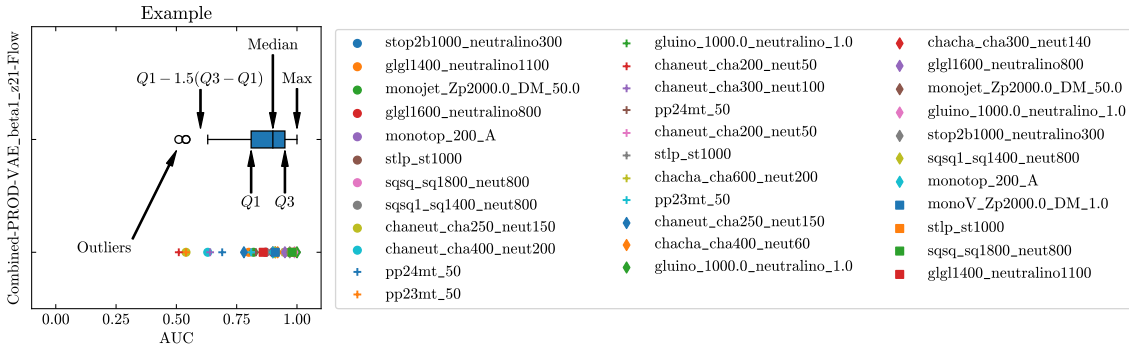 Example
Combined-PROD-VAE_beta1_z21-Flow
Median
Q1 − 1.5(Q3 − Q1)
Max
Q1
Q3
Outliers
0.00
0.25
0.50
0.75
1.00
AUC
stop2b1000_neutralino300
glgl1400_neutralino1100
monojet_Zp2000.0_DM_50.0
glgl1600_neutralino800
monotop_200_A
stlp_st1000
sqsq_sq1800_neut800
sqsq1_sq1400_neut800
chaneut_cha250_neut150
chaneut_cha400_neut200
pp24mt_50
pp23mt_50
gluino_1000.0_neutralino_1.0
chaneut_cha200_neut50
chaneut_cha300_neut100
pp24mt_50
chaneut_cha200_neut50
stlp_st1000
chacha_cha600_neut200
pp23mt_50
chaneut_cha250_neut150
chacha_cha400_neut60
gluino_1000.0_neutralino_1.0
chacha_cha300_neut140
glgl1600_neutralino800
monojet_Zp2000.0_DM_50.0
gluino_1000.0_neutralino_1.0
stop2b1000_neutralino300
sqsq1_sq1400_neut800
monotop_200_A
monoV_Zp2000.0_DM_1.0
stlp_st1000
sqsq_sq1800_neut800
glgl1400_neutralino1100